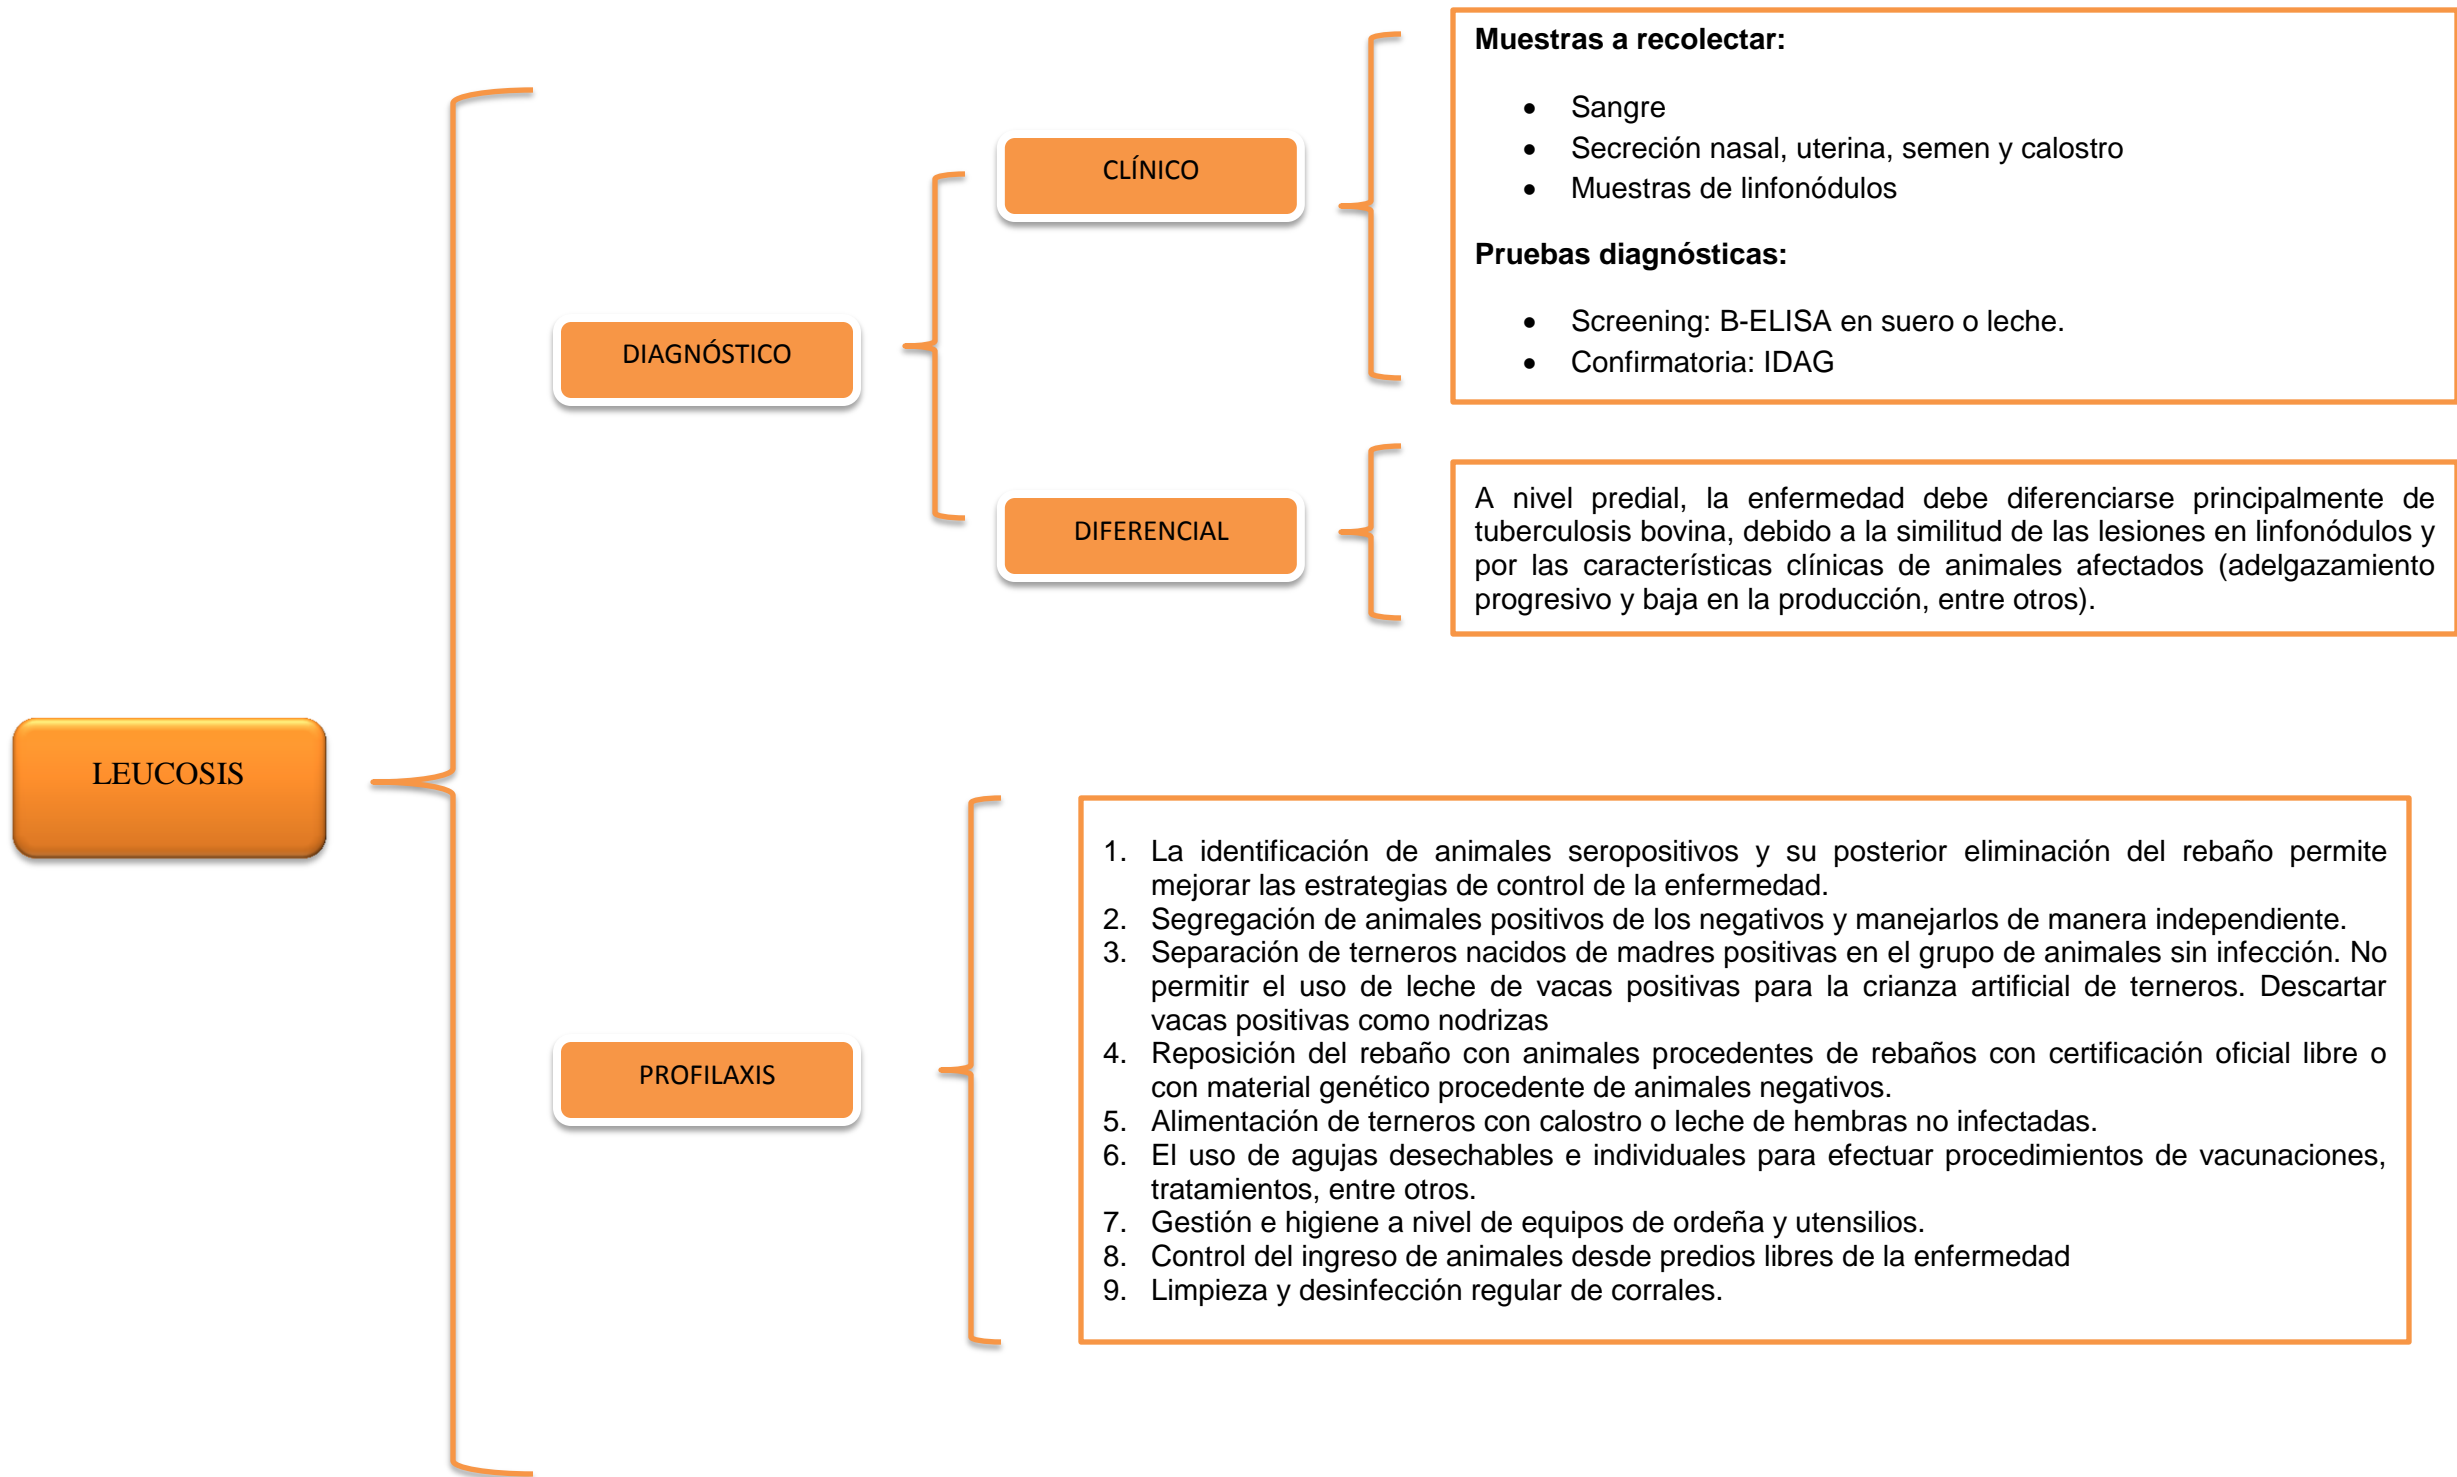 LEUCOSIS
DIAGNÓSTICO
CLÍNICO
Muestras a recolectar:
• Sangre
• Secreción nasal, uterina, semen y calostro
• Muestras de linfonódulos
Pruebas diagnósticas:
• Screening: B-ELISA en suero o leche.
• Confirmatoria: IDAG
DIFERENCIAL
A nivel predial, la enfermedad debe diferenciarse principalmente de
tuberculosis bovina, debido a la similitud de las lesiones en linfonódulos y
por las características clínicas de animales afectados (adelgazamiento
progresivo y baja en la producción, entre otros).
PROFILAXIS
1. La identificación de animales seropositivos y su posterior eliminación del rebaño permite
mejorar las estrategias de control de la enfermedad.
2. Segregación de animales positivos de los negativos y manejarlos de manera independiente.
3. Separación de terneros nacidos de madres positivas en el grupo de animales sin infección. No
permitir el uso de leche de vacas positivas para la crianza artificial de terneros. Descartar
vacas positivas como nodrizas
4. Reposición del rebaño con animales procedentes de rebaños con certificación oficial libre o
con material genético procedente de animales negativos.
5. Alimentación de terneros con calostro o leche de hembras no infectadas.
6. El uso de agujas desechables e individuales para efectuar procedimientos de vacunaciones,
tratamientos, entre otros.
7. Gestión e higiene a nivel de equipos de ordeña y utensilios.
8. Control del ingreso de animales desde predios libres de la enfermedad
9. Limpieza y desinfección regular de corrales.